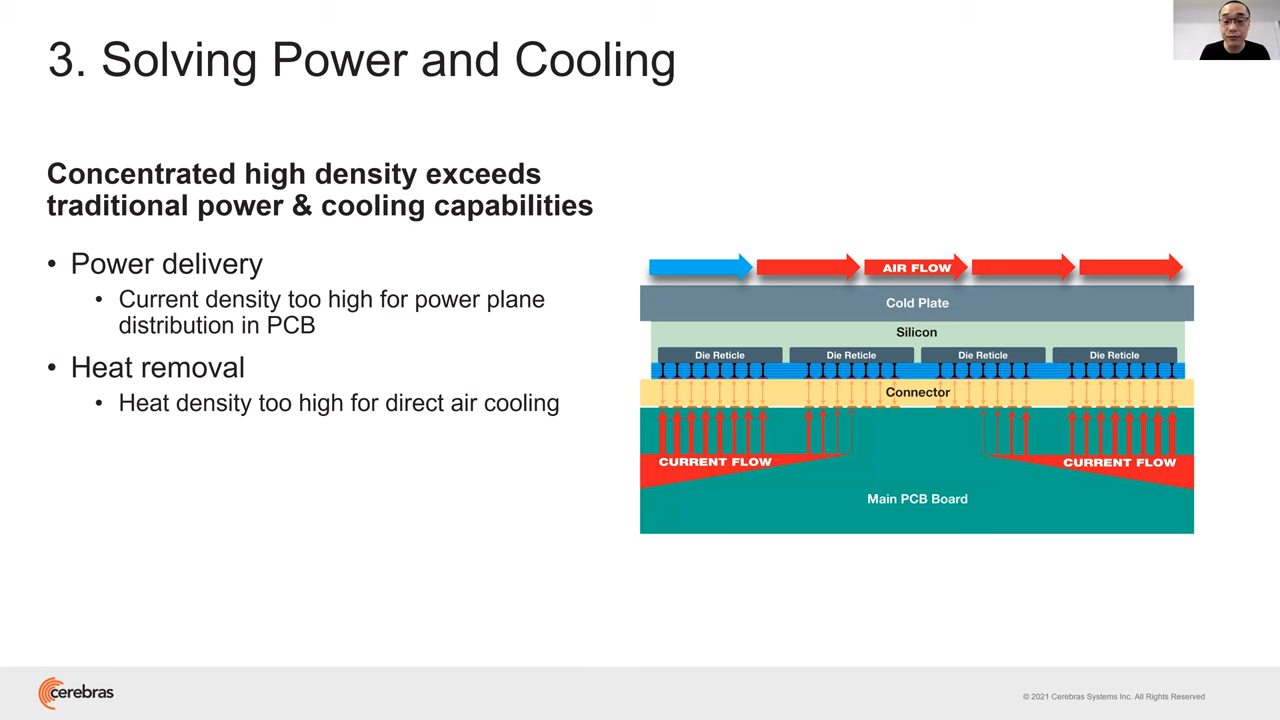 3. Solving Power and Cooling
Concentrated high density exceeds
traditional power & cooling capabilities
• Power delivery
• Current density too high for power plane
distribution in PCB
• Heat removal
• Heat density too high for direct air cooling
AIR FLOW
Cold Plate
Silicon
Die Reticle Die Reticle Die Reticle Die Reticle
Connector
CURRENT FLOW CURRENT FLOW
Main PCB Board
cerebras
© 2021 Cerebras Systems Inc. All Rights Reserved